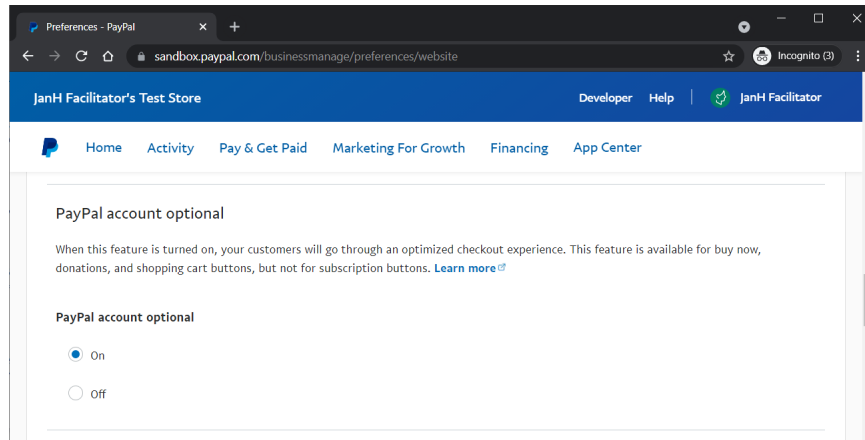 Preferences - PayPal
sandbox.paypal.com/businessmanage/preferences/website
Incognito (3)
JanH Facilitator's Test Store
Developer Help JanH Facilitator
Home Activity Pay & Get Paid Marketing For Growth Financing App Center
PayPal account optional
When this feature is turned on, your customers will go through an optimized checkout experience. This feature is available for buy now,
donations, and shopping cart buttons, but not for subscription buttons. Learn more
PayPal account optional
On
Off